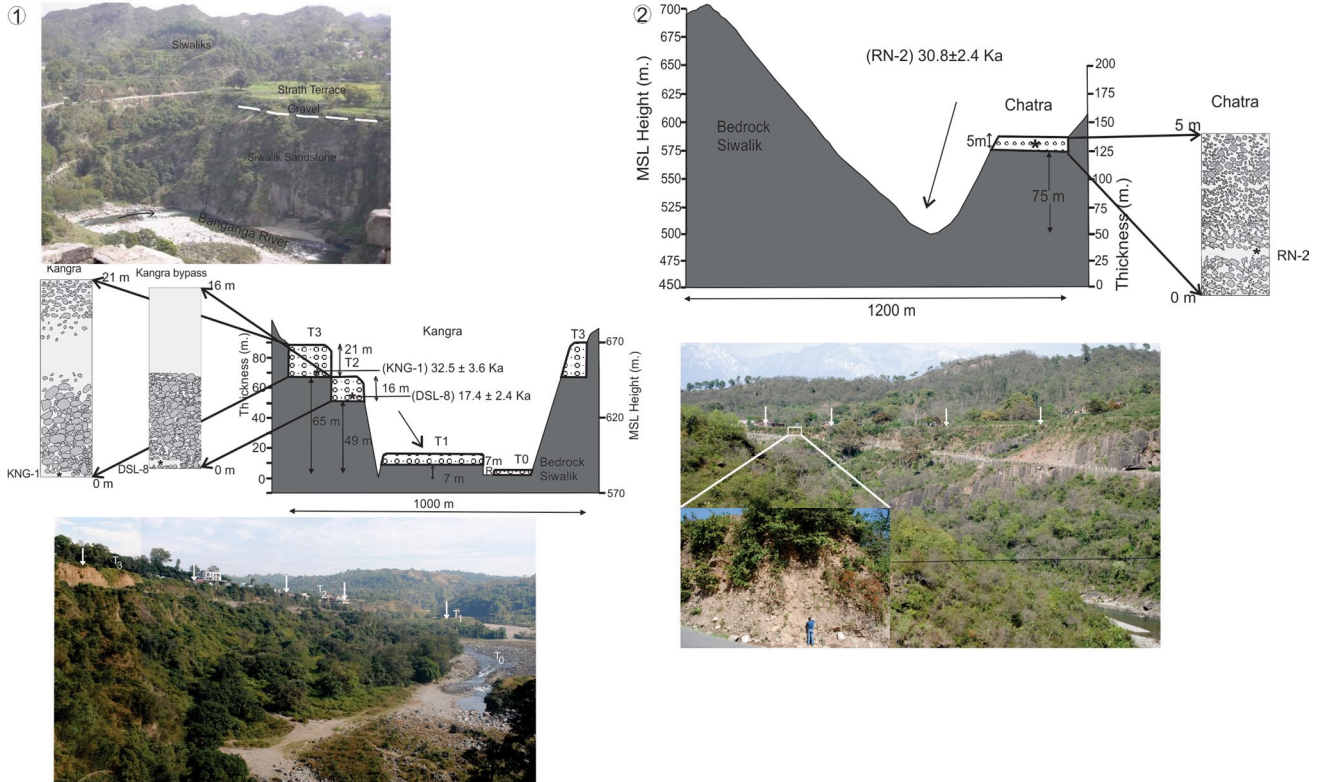 ①
Siwaliks
Strath Terrace
Gravel
Siwalik Sandstone
Banganga River
Kangra
21 m
KNG-1
0 m
Kangra bypass
16 m
DSL-8
0 m
Kangra
T3
T2
T3
21 m
(KNG-1) 32.5 ± 3.6 Ka
16 m
(DSL-8) 17.4 ± 2.4 Ka
Thickness (m.)
80
60
40
20
10
0
65 m
49 m
T1
7 m
7m
T0
Bedrock
Siwalik
MSL Height (m.)
670
620
570
1000 m
T3
T2
T1
T0
②
MSL Height (m.)
700
675
650
625
600
575
550
525
500
475
450
(RN-2) 30.8±2.4 Ka
Bedrock
Siwalik
Chatra
5m
75 m
Thickness (m.)
200
175
150
125
100
75
50
25
0
1200 m
Chatra
5 m
RN-2
0 m